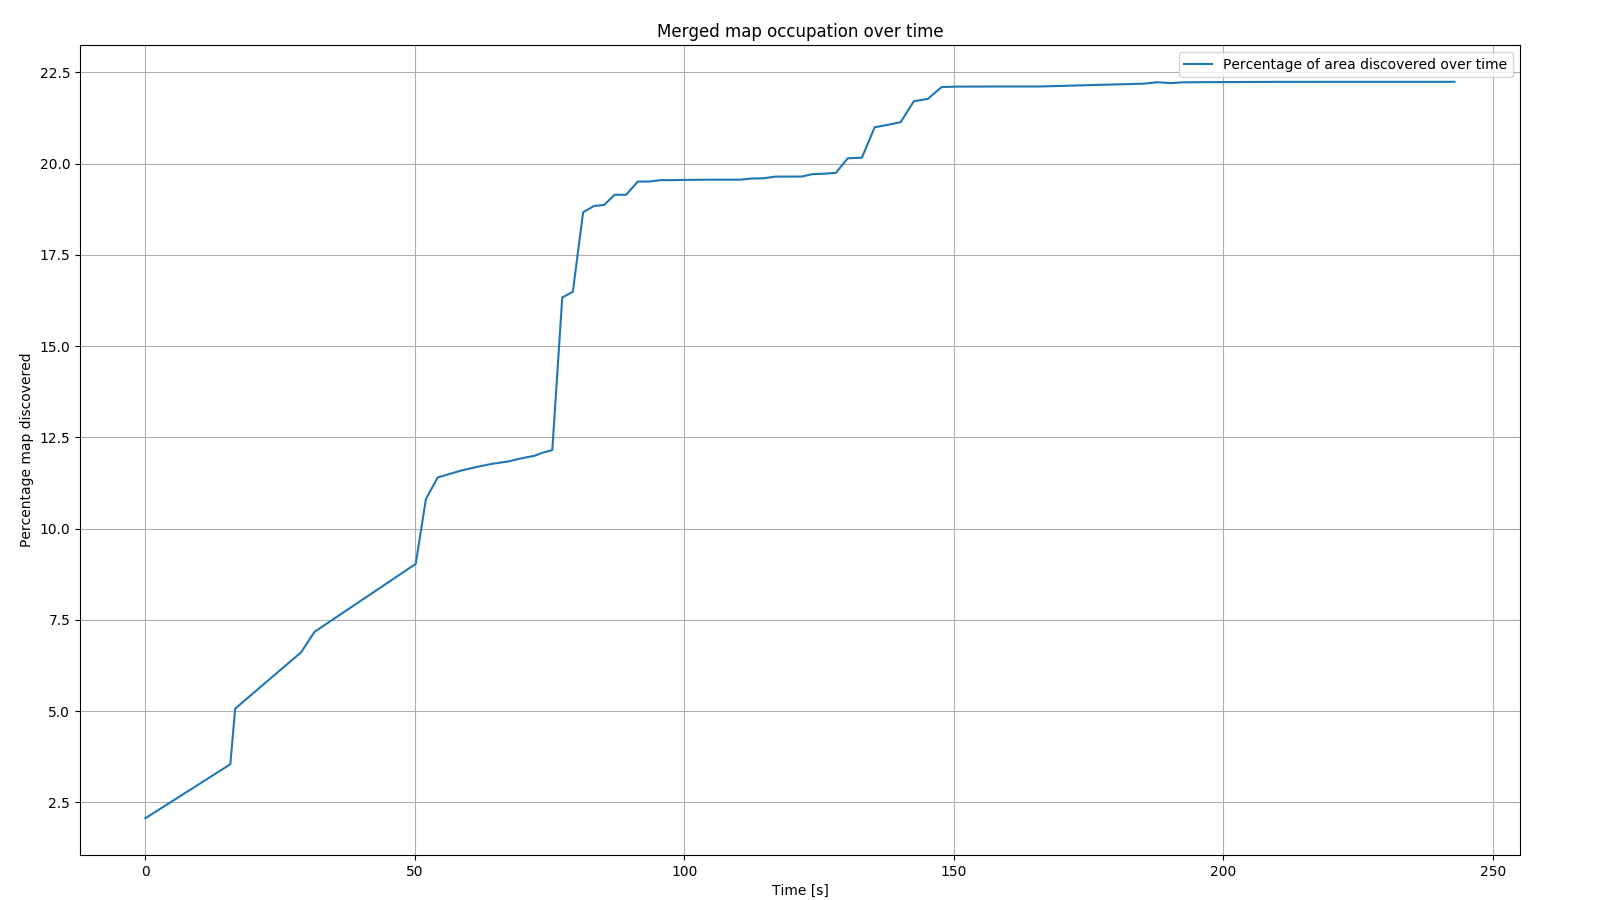 Merged map occupation over time
Percentage of area discovered over time
22.5
20.0
17.5
15.0
12.5
10.0
7.5
5.0
2.5
Percentage map discovered
0 50 100 150 200 250
Time [s]